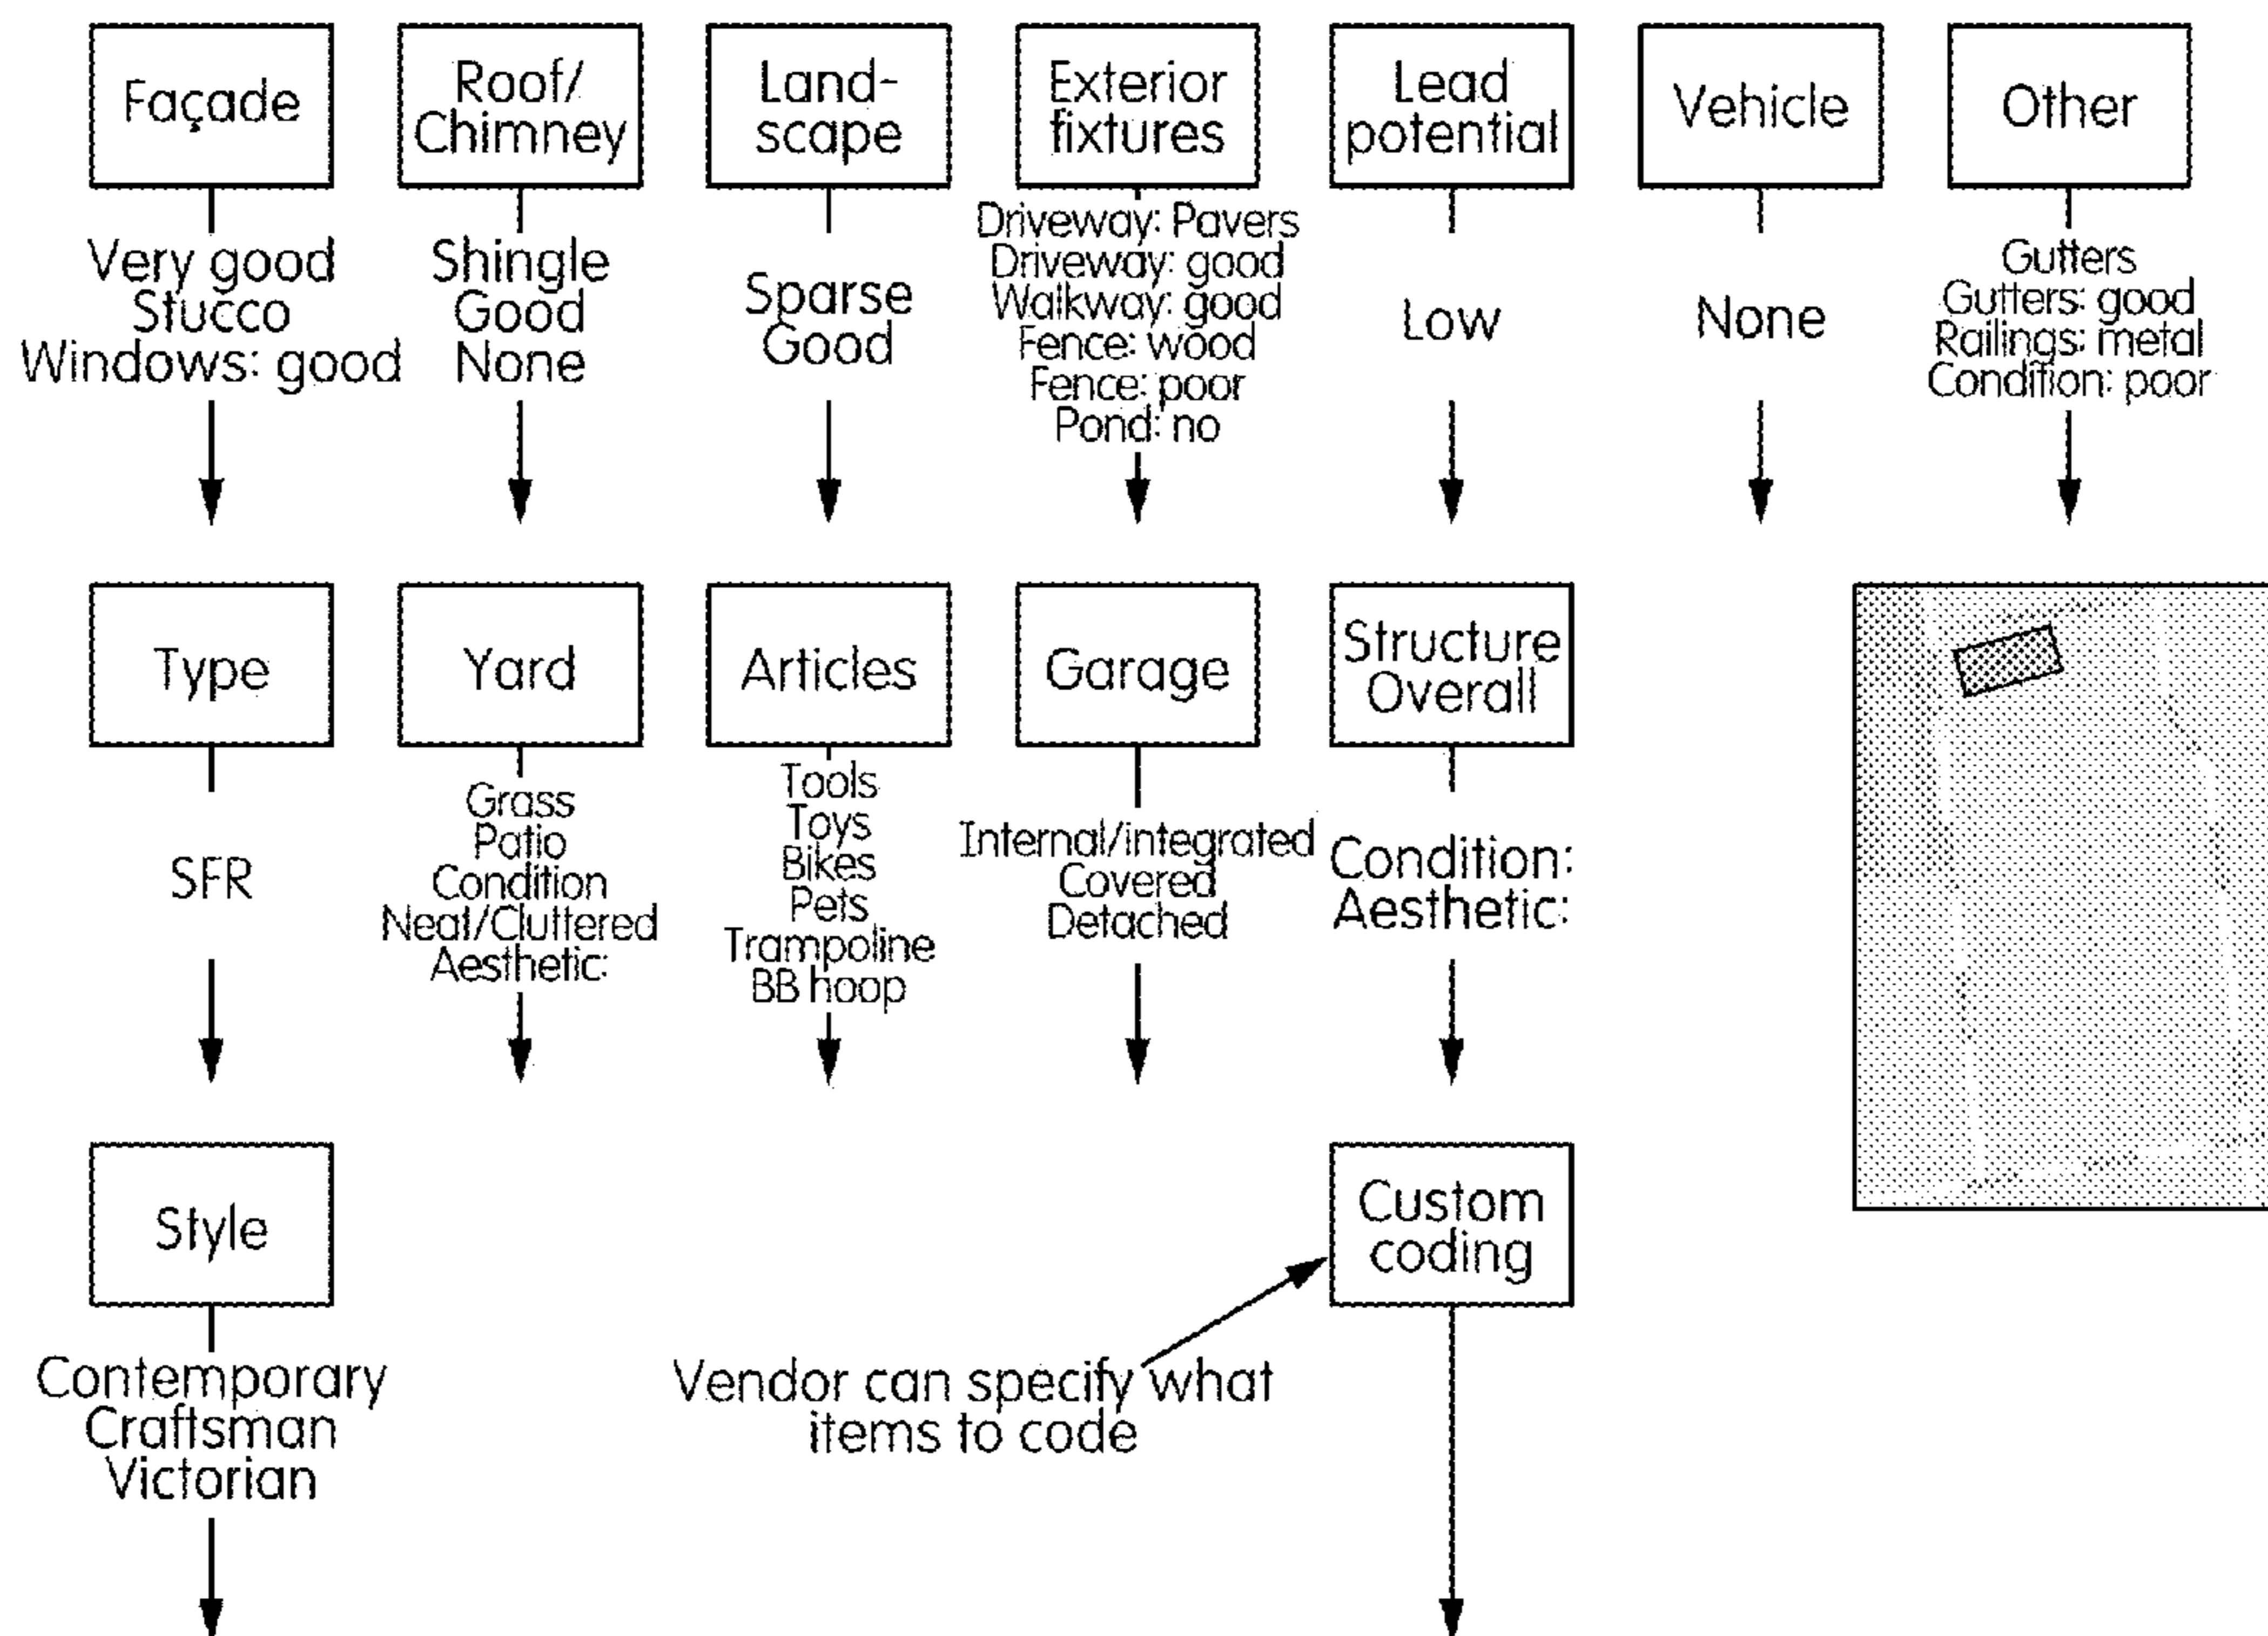 Façade
Roof/
Chimney
Land-
scape
Exterior
fixtures
Lead
potential
Vehicle
Other
Very good
Stucco
Windows: good
Shingle
Good
None
Sparse
Good
Driveway: Pavers
Driveway: good
Walkway: good
Fence: wood
Fence: poor
Pond: no
Low
None
Gutters
Gutters: good
Railings: metal
Condition: poor
Type
Yard
Articles
Garage
Structure
Overall
SFR
Grass
Patio
Condition
Neat/Cluttered
Aesthetic:
Tools
Toys
Bikes
Pets
Trampoline
BB hoop
Internal/integrated
Covered
Detached
Condition:
Aesthetic:
Style
Custom
coding
Contemporary
Craftsman
Victorian
Vendor can specify what
items to code